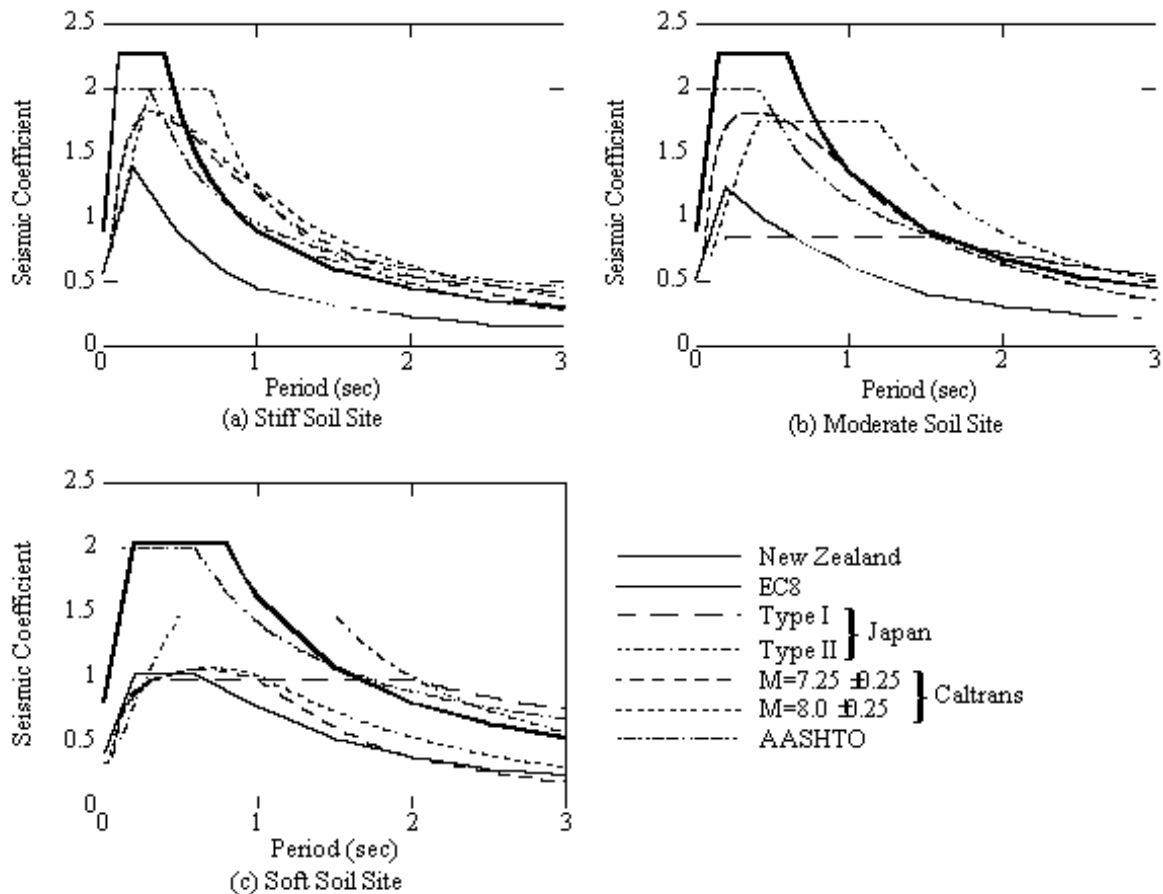 2.5
2
1.5
1
0.5
0
Seismic Coefficient
0 1 2 3
Period (sec)
(a) Stiff Soil Site
2.5
2
1.5
1
0.5
0
Seismic Coefficient
0 1 2 3
Period (sec)
(b) Moderate Soil Site
2.5
2
1.5
1
0.5
0
Seismic Coefficient
0 1 2 3
Period (sec)
(c) Soft Soil Site
New Zealand
EC8
Type I
Type II
Japan
M=7.25 ±0.25
M=8.0 ±0.25
Caltrans
AASHTO